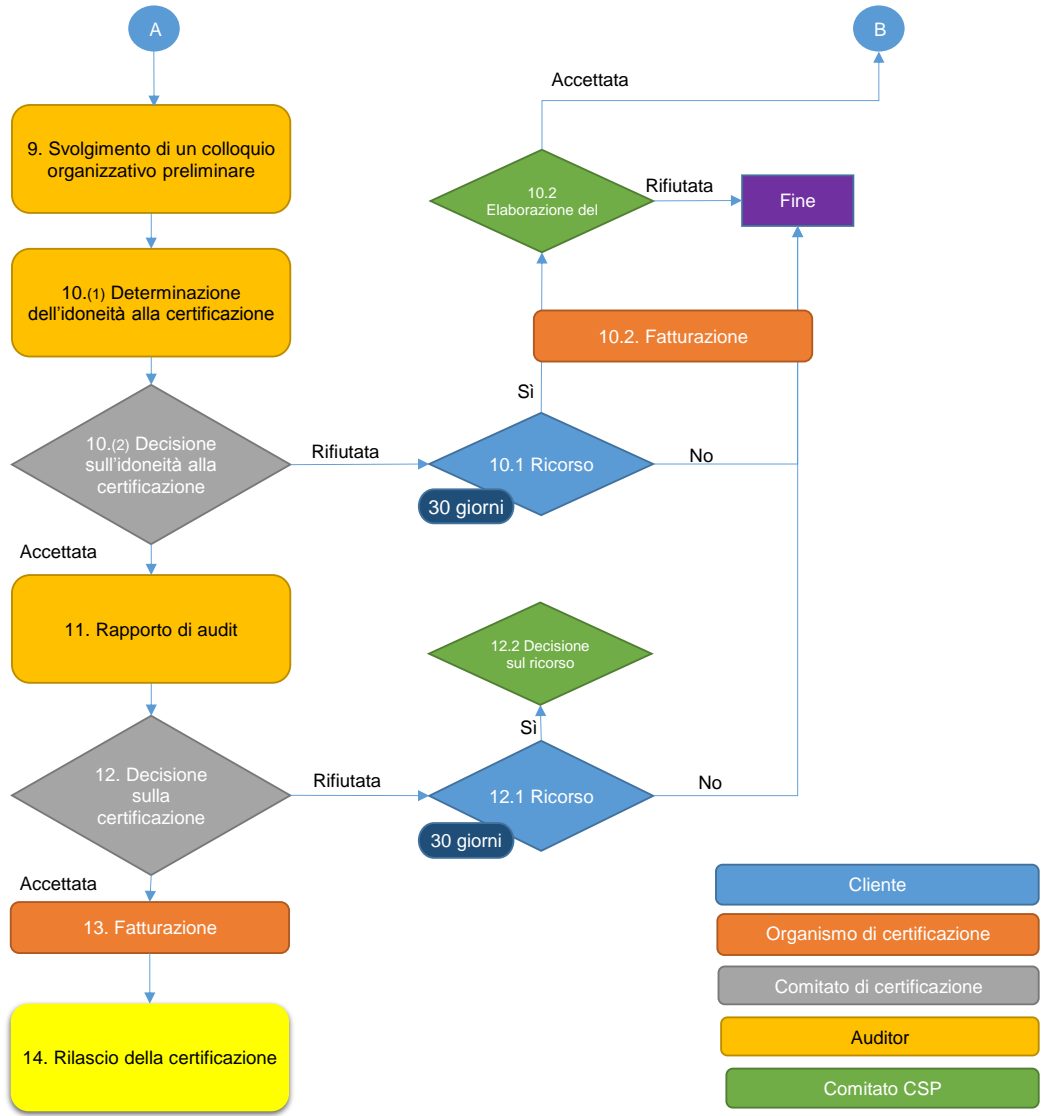 A
B
Accettata
9. Svolgimento di un colloquio
organizzativo preliminare
10.2
Elaborazione del
Rifiutata
Fine
10.(1) Determinazione
dell'idoneità alla certificazione
10.2. Fatturazione
Sì
10.(2) Decisione
sull'idoneità alla
certificazione
Rifiutata
10.1 Ricorso
No
30 giorni
Accettata
11. Rapporto di audit
12.2 Decisione
sul ricorso
Sì
12. Decisione
sulla
certificazione
Rifiutata
12.1 Ricorso
No
30 giorni
Accettata
13. Fatturazione
14. Rilascio della certificazione
Cliente
Organismo di certificazione
Comitato di certificazione
Auditor
Comitato CSP